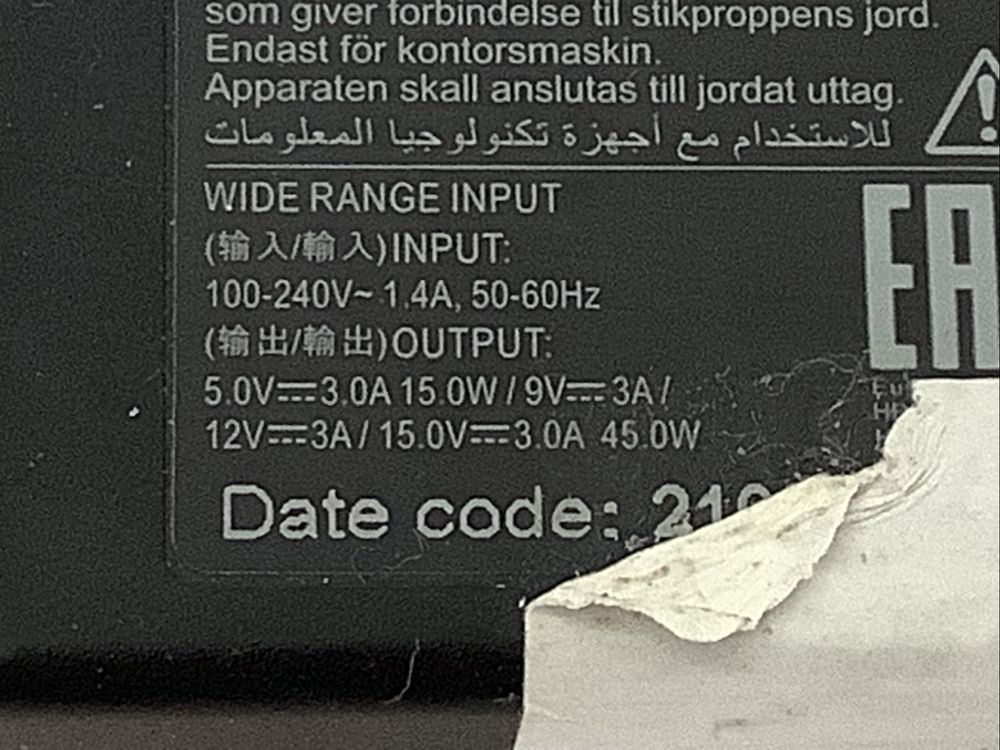 som giver forbindelse til stikproppens jord.
Endast för kontorsmaskin.
Apparaten skall anslutas till jordat uttag.
للاستخدام مع أجهزة تكنولوجيا المعلومات
WIDE RANGE INPUT
(输入/輸入)INPUT:
100-240V~ 1.4A, 50-60Hz
(输出/輸出)OUTPUT:
5.0V⎓3.0A 15.0W / 9V⎓3A /
12V⎓3A / 15.0V⎓3.0A 45.0W
Date code:
EAC